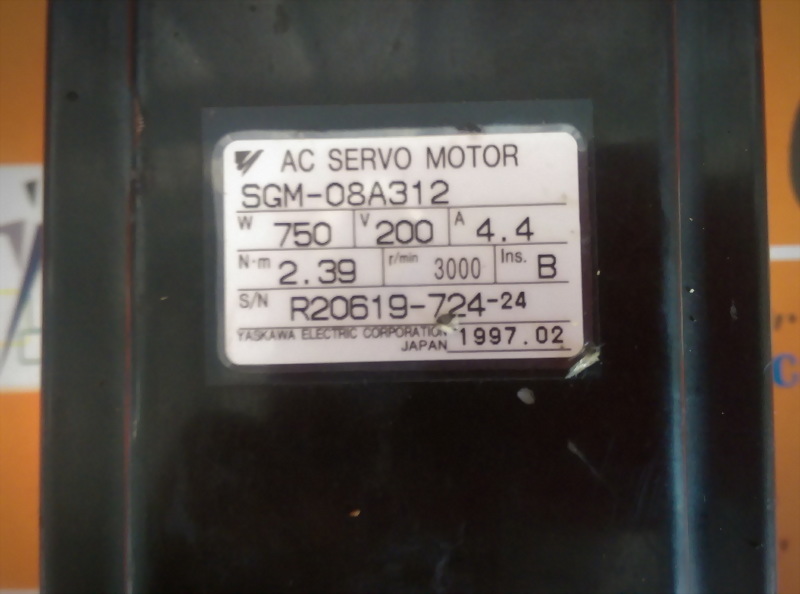 AC SERVO MOTOR
SGM-08A312
W 750 V 200 A 4.4
N·m 2.39 r/min 3000 Ins. B
S/N R20619-724-24
YASKAWA ELECTRIC CORPORATION
JAPAN 1997.02